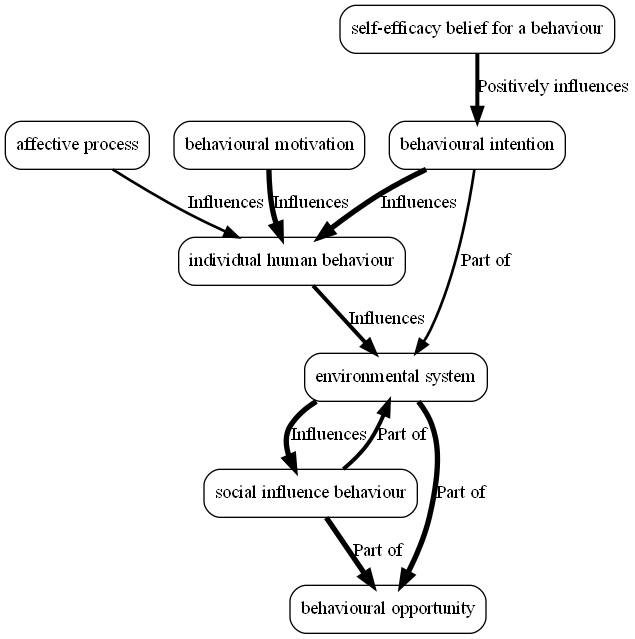 self-efficacy belief for a behaviour
Positively influences
affective process
behavioural motivation
behavioural intention
Influences
Influences
Influences
individual human behaviour
Part of
Influences
environmental system
Influences
Part of
social influence behaviour
Part of
Part of
behavioural opportunity